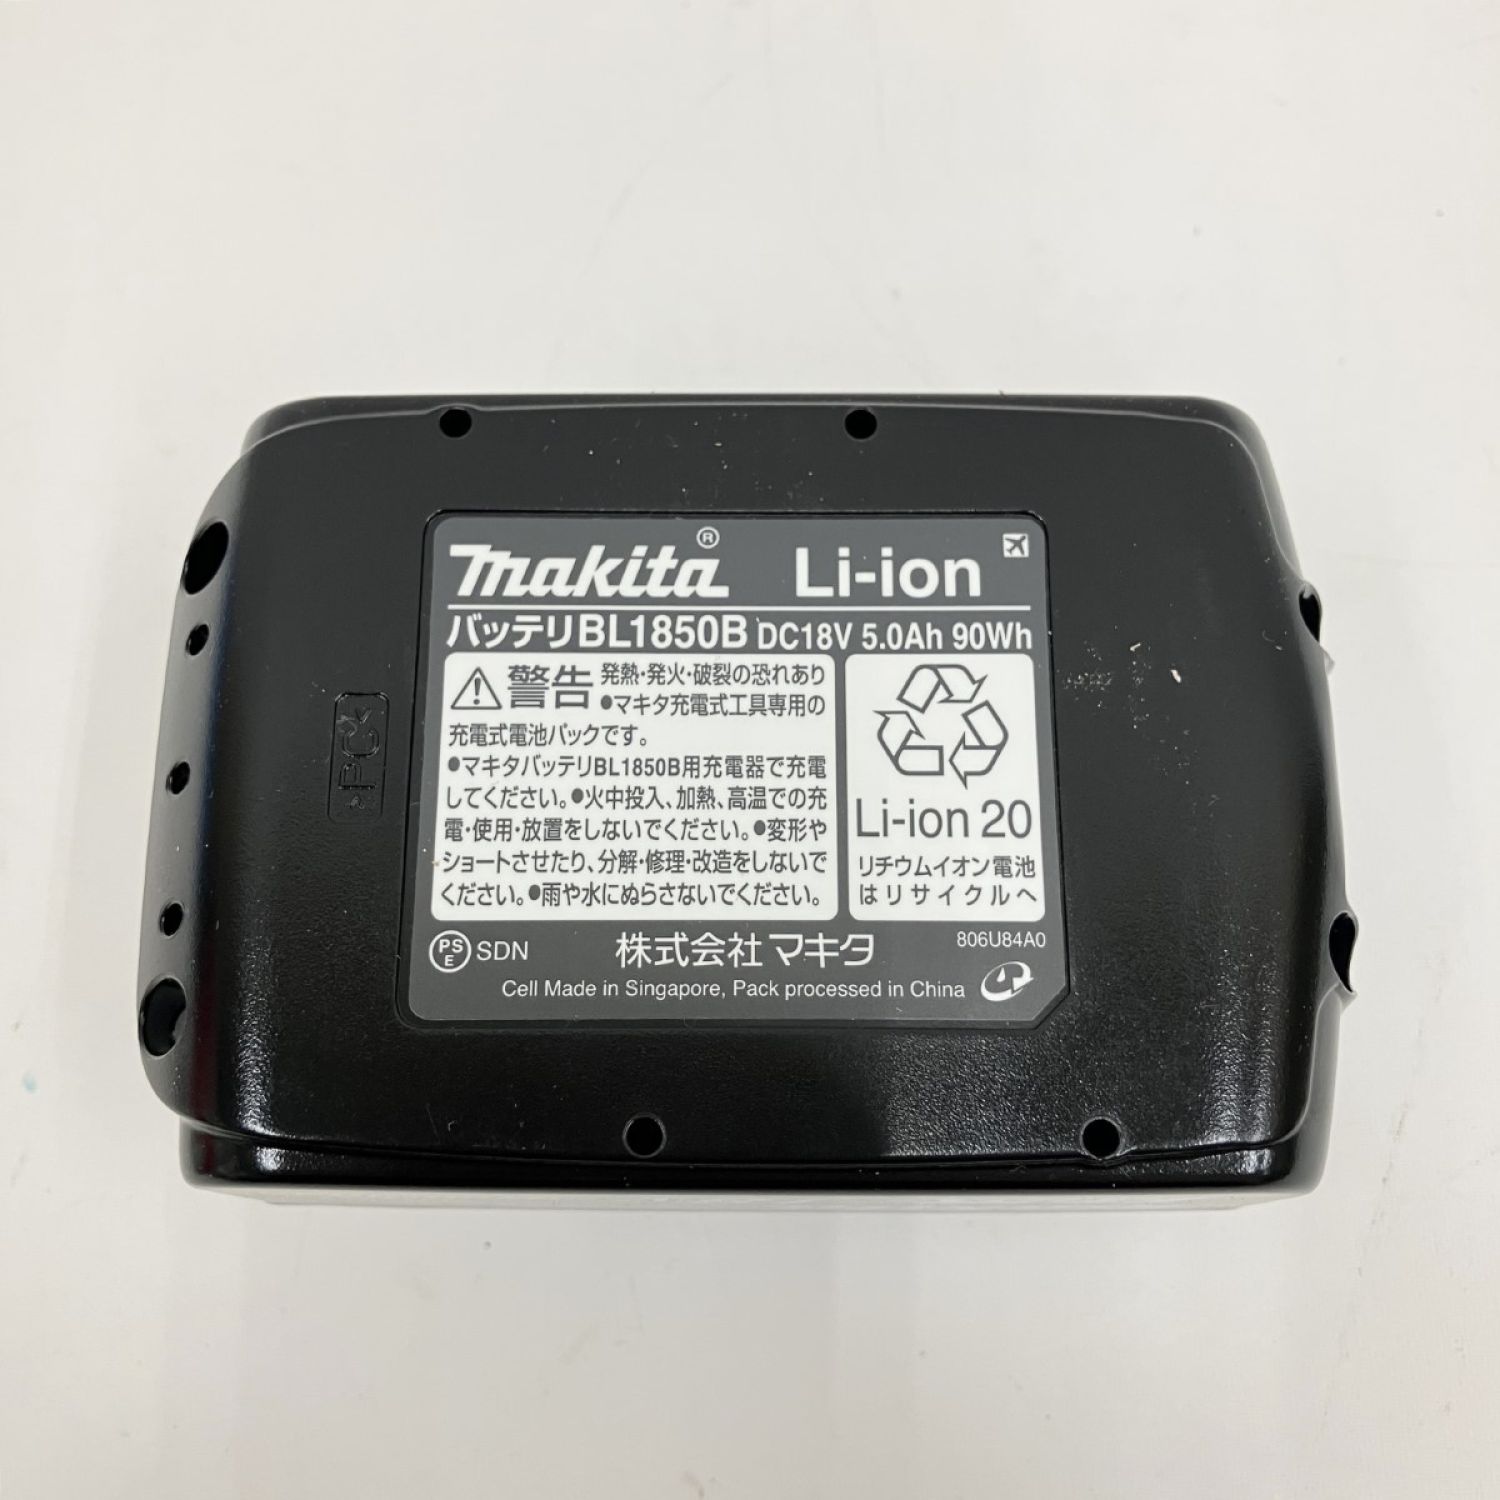 makita® Li-ion
バッテリBL1850B DC18V 5.0Ah 90Wh
警告 発熱・発火・破裂の恐れあり
●マキタ充電式工具専用の
充電式電池パックです。
●マキタバッテリBL1850B用充電器で充電
してください。●火中投入、加熱、高温での充
電・使用・放置をしないでください。●変形や
ショートさせたり、分解・修理・改造をしないで
ください。●雨や水にぬらさないでください。
Li-ion 20
リチウムイオン電池
はリサイクルへ
PSE SDN 株式会社マキタ 806U84A0
Cell Made in Singapore, Pack processed in China
>PC<